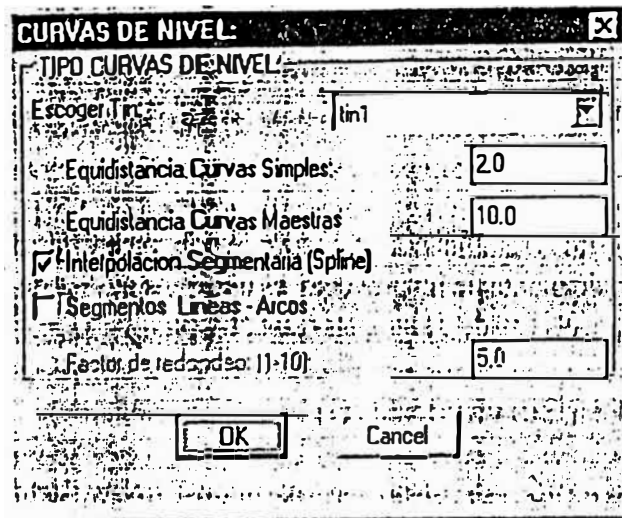 CURVAS DE NIVEL:
TIPO CURVAS DE NIVEL:
Escoger Tin: tin1
Equidistancia Curvas Simples: 2.0
Equidistancia Curvas Maestras 10.0
Interpolacion Segmentaria (Spline)
Segmentos Lineas - Arcos
Factor de redondeo: (1-10): 5.0
OK Cancel